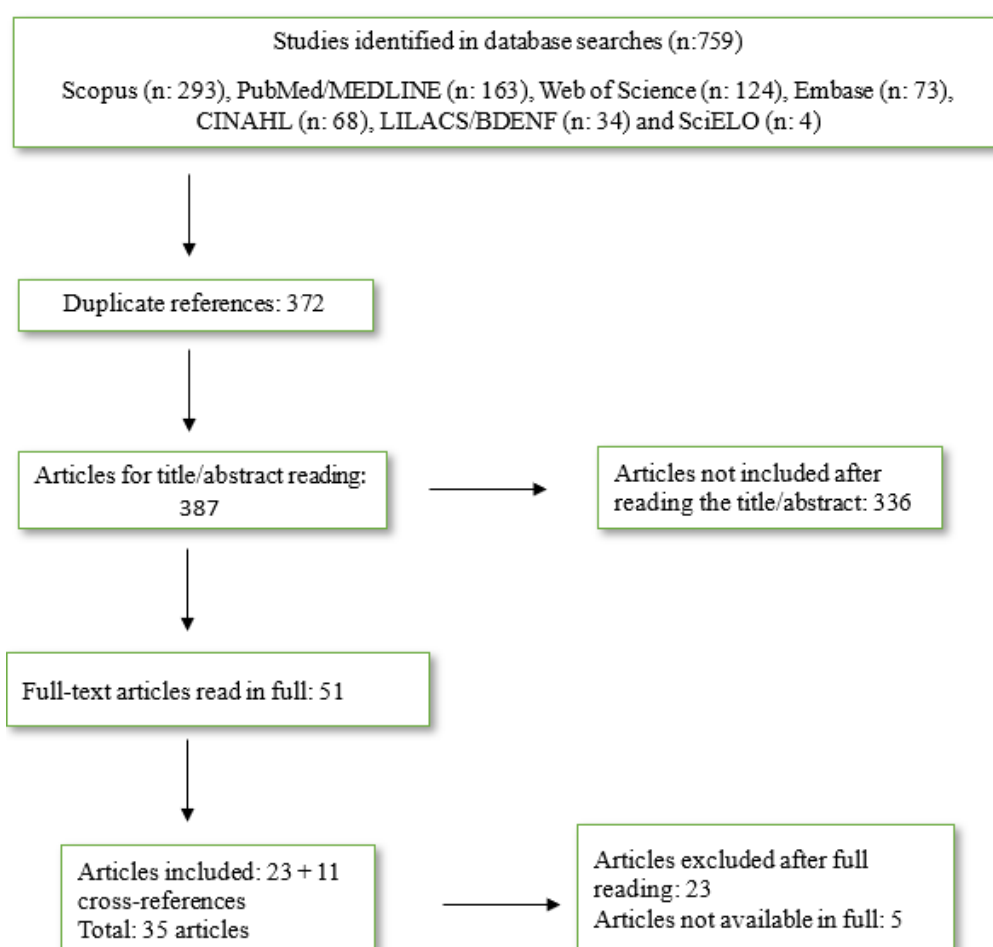 Studies identified in database searches (n:759)
Scopus (n: 293), PubMed/MEDLINE (n: 163), Web of Science (n: 124), Embase (n: 73),
CINAHL (n: 68), LILACS/BDENF (n: 34) and SciELO (n: 4)
Duplicate references: 372
Articles for title/abstract reading:
387
Articles not included after
reading the title/abstract: 336
Full-text articles read in full: 51
Articles included: 23 + 11
cross-references
Total: 35 articles
Articles excluded after full
reading: 23
Articles not available in full: 5